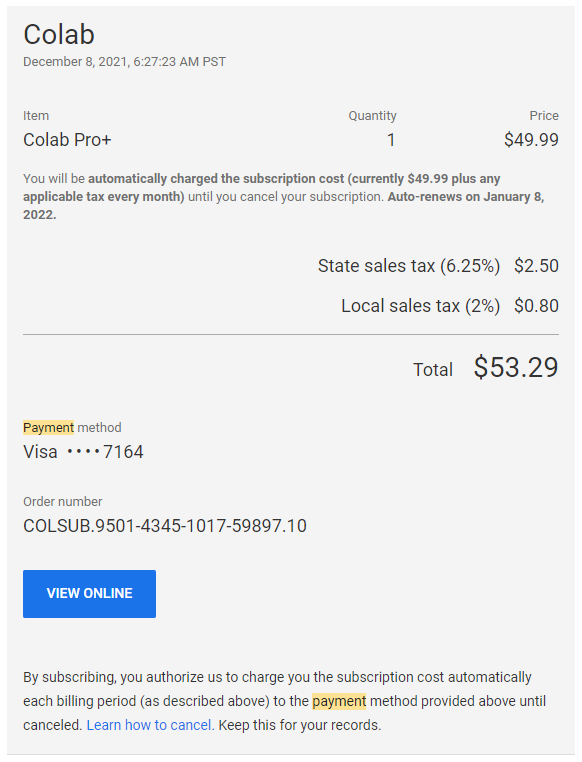 Colab
December 8, 2021, 6:27:23 AM PST
Item Quantity Price
Colab Pro+ 1 $49.99
You will be automatically charged the subscription cost (currently $49.99 plus any
applicable tax every month) until you cancel your subscription. Auto-renews on January 8,
2022.
State sales tax (6.25%) $2.50
Local sales tax (2%) $0.80
Total $53.29
Payment method
Visa ····7164
Order number
COLSUB.9501-4345-1017-59897.10
VIEW ONLINE
By subscribing, you authorize us to charge you the subscription cost automatically
each billing period (as described above) to the payment method provided above until
canceled. Learn how to cancel. Keep this for your records.